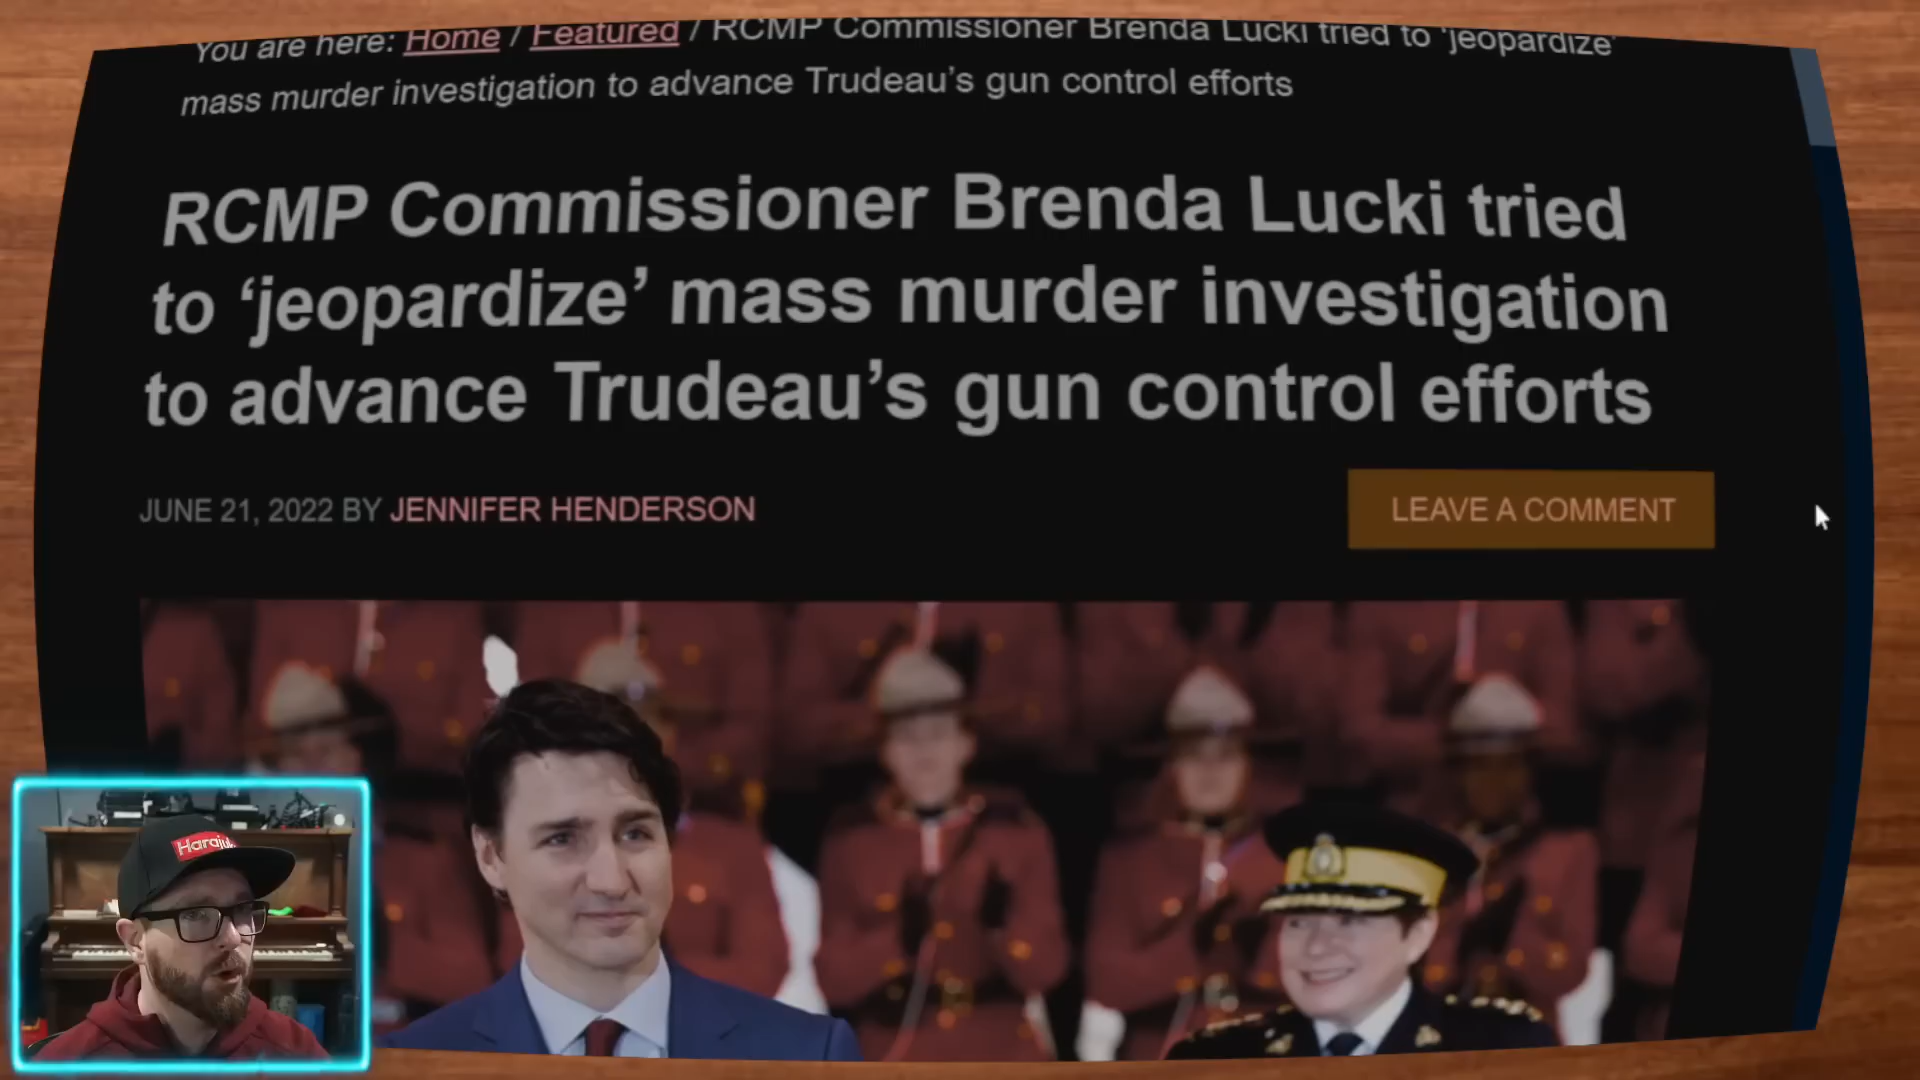 You are here: Home / Featured / RCMP Commissioner Brenda Lucki tried to 'jeopardize'
mass murder investigation to advance Trudeau's gun control efforts
RCMP Commissioner Brenda Lucki tried
to ‘jeopardize’ mass murder investigation
to advance Trudeau’s gun control efforts
JUNE 21, 2022 BY JENNIFER HENDERSON
LEAVE A COMMENT